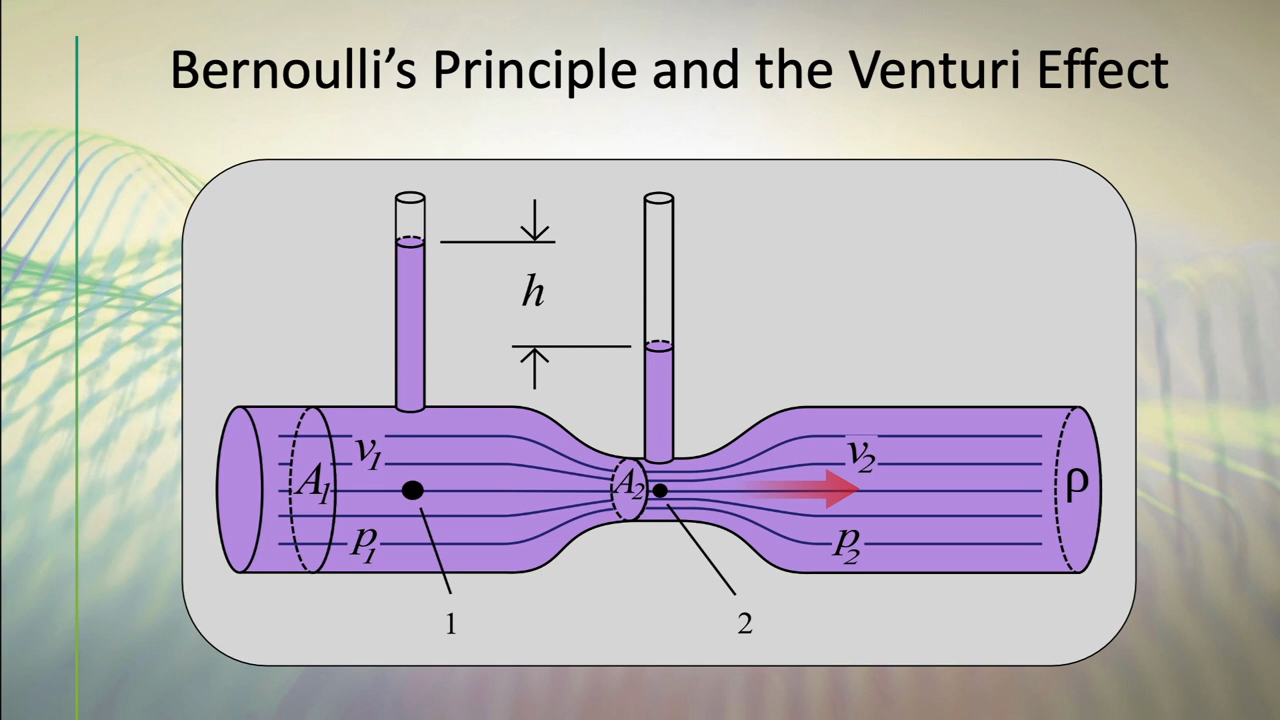 Bernoulli’s Principle and the Venturi Effect
h
v₁
v₂
A₁
A₂
ρ
p₁
p₂
1
2